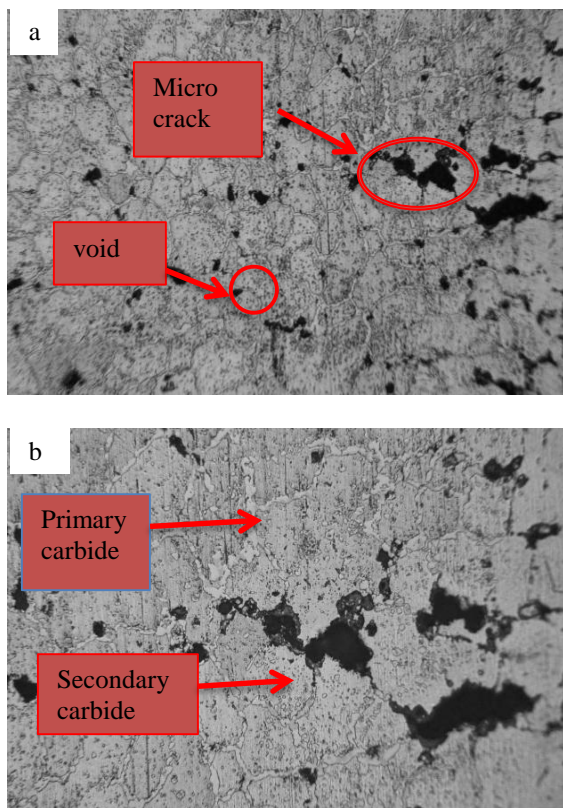 a
Micro
crack
void
b
Primary
carbide
Secondary
carbide